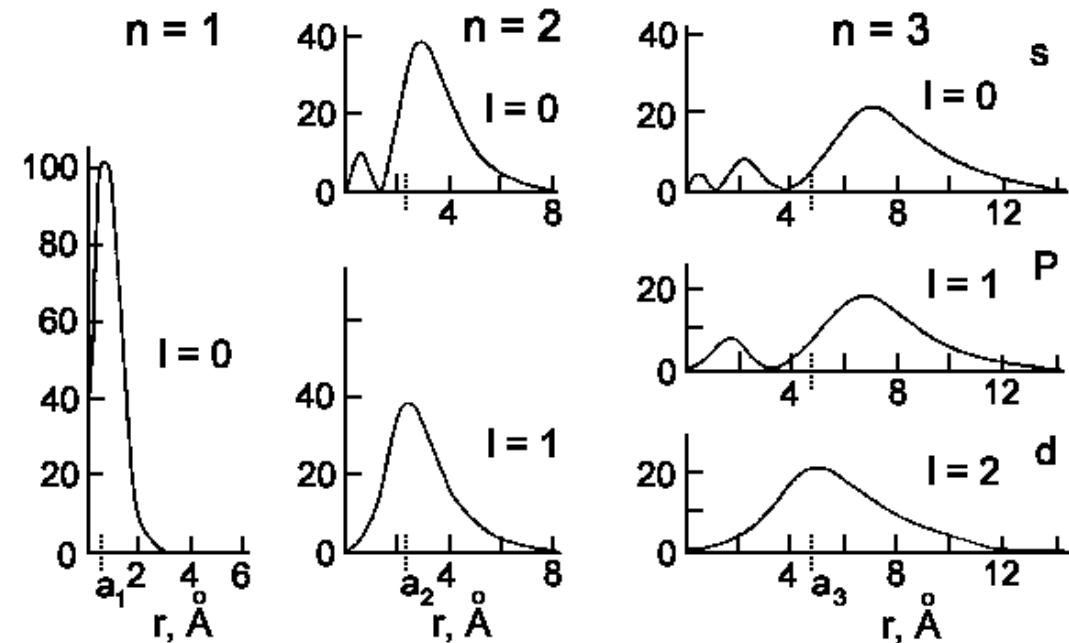 n = 1
100
80
60
40
20
0
l = 0
a₁ 2 4 6
r, Å
n = 2
40
20
0
l = 0
4 8
40
20
0
l = 1
a₂ 4 8
r, Å
n = 3
s
40
20
0
l = 0
4 8 12
P
20
0
l = 1
4 8 12
d
20
0
l = 2
4 a₃ 8 12
r, Å